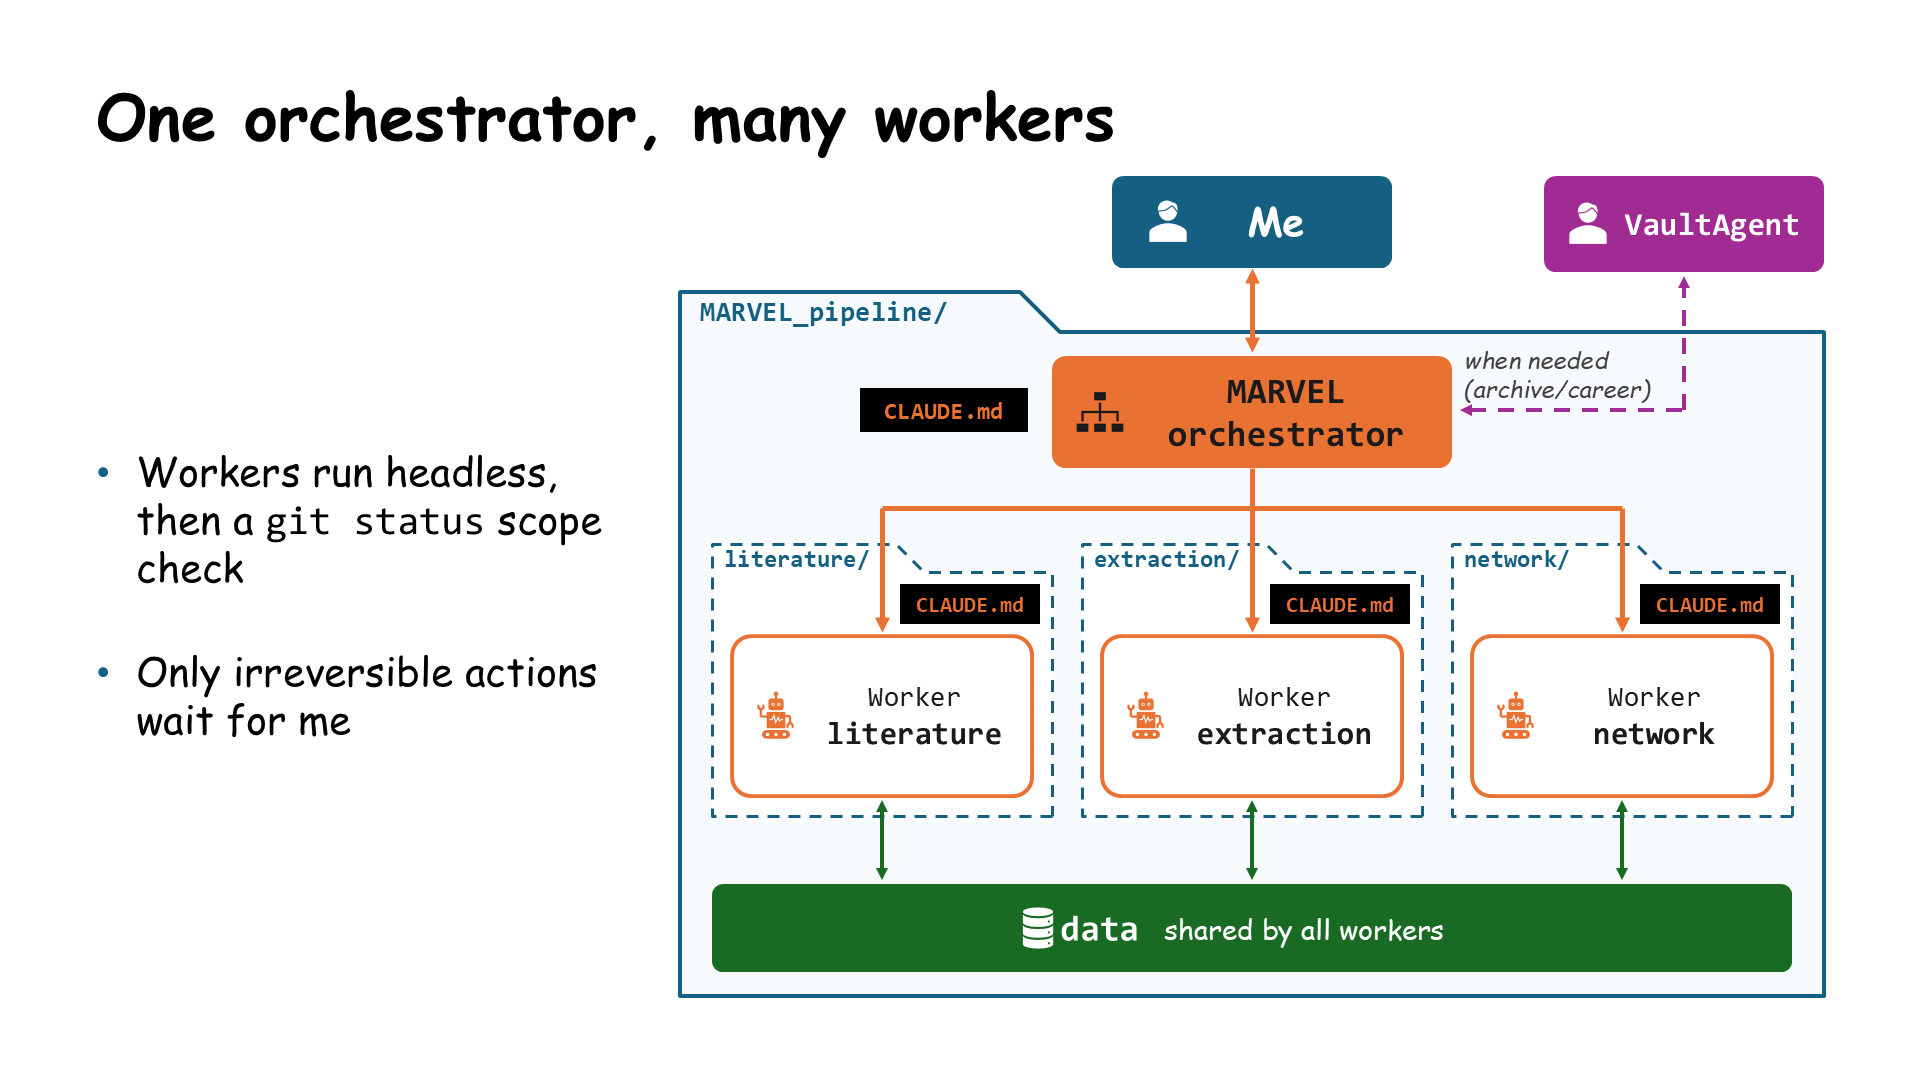 One orchestrator, many workers
Me
VaultAgent
MARVEL_pipeline/
when needed
(archive/career)
CLAUDE.md
MARVEL
orchestrator
• Workers run headless,
then a git status scope
check
• Only irreversible actions
wait for me
literature/
CLAUDE.md
Worker
literature
extraction/
CLAUDE.md
Worker
extraction
network/
CLAUDE.md
Worker
network
data shared by all workers